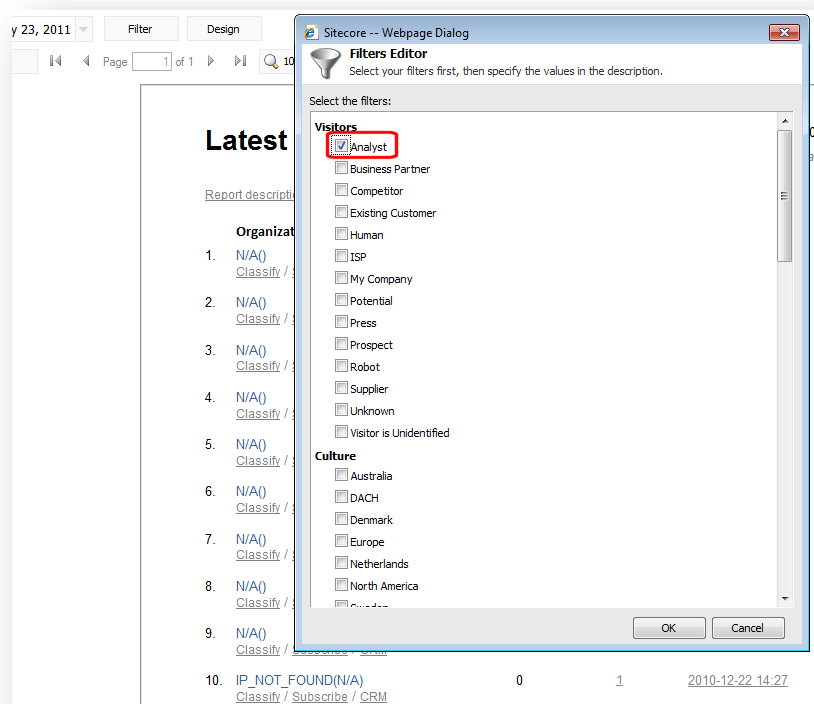 y 23, 2011
Filter
Design
Page 1 of 1
10
Latest
Report descripti
Organizat
1. N/A()
Classify /
2. N/A()
Classify /
3. N/A()
Classify /
4. N/A()
Classify /
5. N/A()
Classify /
6. N/A()
Classify /
7. N/A()
Classify /
8. N/A()
Classify /
9. N/A()
Classify / Subscribe / CRM
10. IP_NOT_FOUND(N/A) 0 1 2010-12-22 14:27
Classify / Subscribe / CRM
Sitecore -- Webpage Dialog
Filters Editor
Select your filters first, then specify the values in the description.
Select the filters:
Visitors
Analyst
Business Partner
Competitor
Existing Customer
Human
ISP
My Company
Potential
Press
Prospect
Robot
Supplier
Unknown
Visitor is Unidentified
Culture
Australia
DACH
Denmark
Europe
Netherlands
North America
Sweden
OK
Cancel